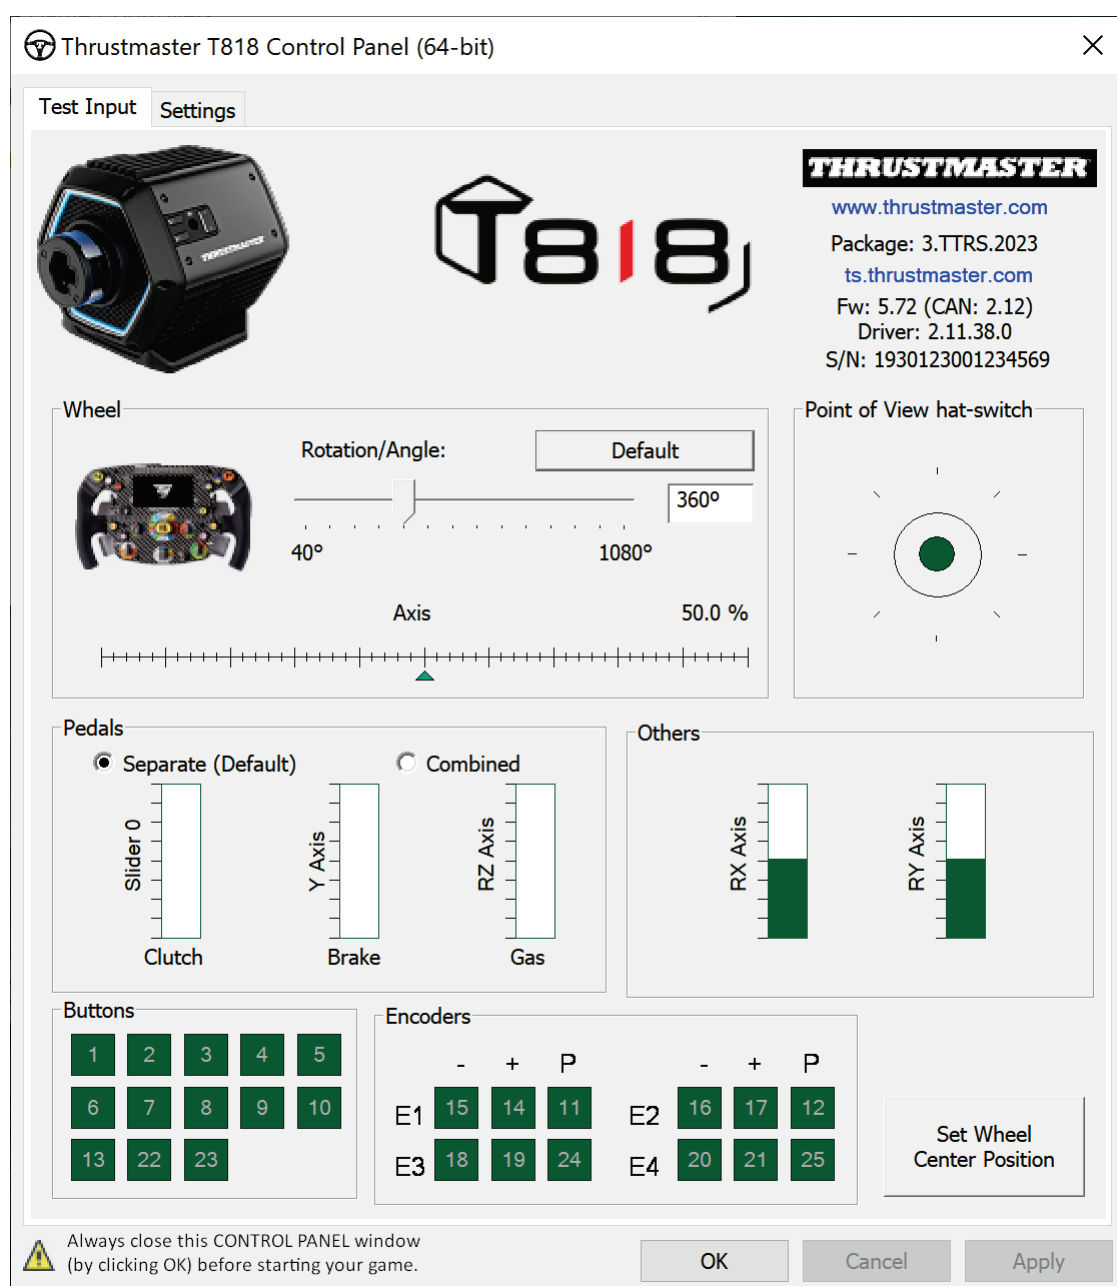 Thrustmaster T818 Control Panel (64-bit)
Test Input
Settings
THRUSTMASTER
T818
THRUSTMASTER
www.thrustmaster.com
Package: 3.TTRS.2023
ts.thrustmaster.com
Fw: 5.72 (CAN: 2.12)
Driver: 2.11.38.0
S/N: 1930123001234569
Wheel
Rotation/Angle:
Default
360º
40º
1080º
Axis
50.0 %
Point of View hat-switch
Pedals
Separate (Default)
Combined
Slider 0
Clutch
Y Axis
Brake
RZ Axis
Gas
Others
RX Axis
RY Axis
Buttons
1 2 3 4 5
6 7 8 9 10
13 22 23
Encoders
- + P - + P
E1 15 14 11 E2 16 17 12
E3 18 19 24 E4 20 21 25
Set Wheel
Center Position
Always close this CONTROL PANEL window
(by clicking OK) before starting your game.
OK
Cancel
Apply